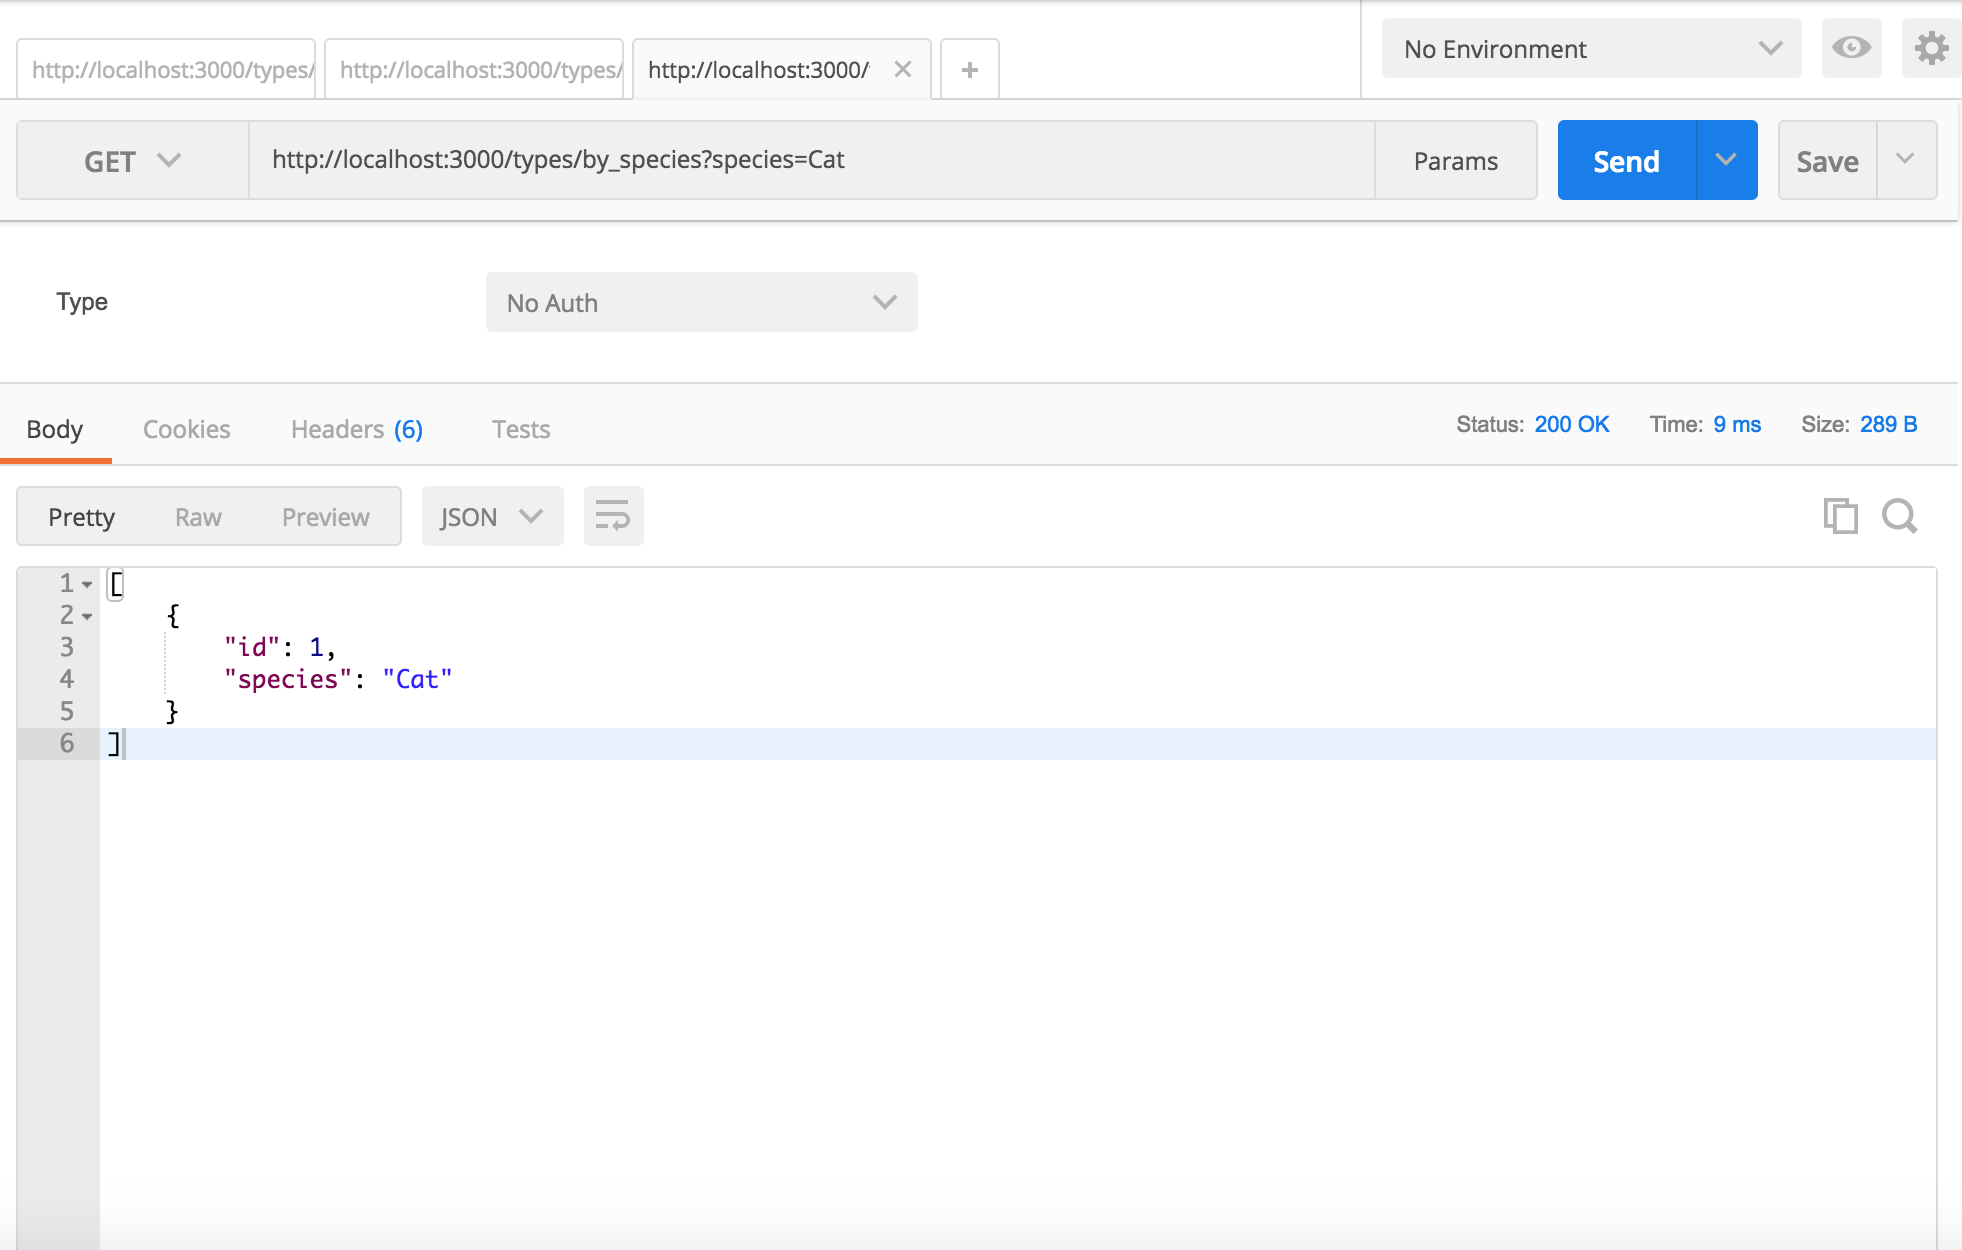 http://localhost:3000/types/ http://localhost:3000/types/ http://localhost:3000/ No Environment
GET http://localhost:3000/types/by_species?species=Cat Params Send Save
Type No Auth
Body Cookies Headers (6) Tests Status: 200 OK Time: 9 ms Size: 289 B
Pretty Raw Preview JSON
1 [
2 {
3 "id": 1,
4 "species": "Cat"
5 }
6 ]